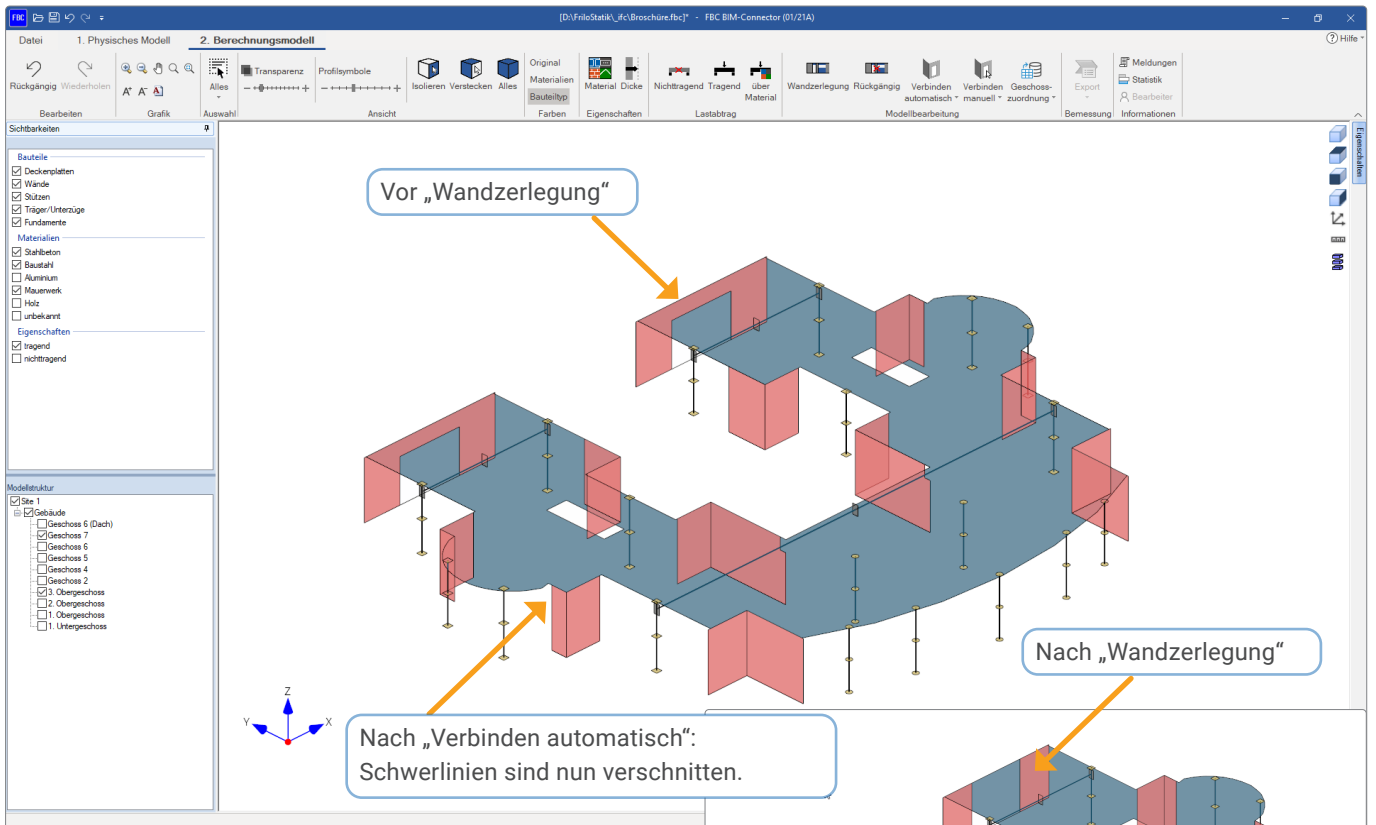 FBC
[D:\FriloStatik\_ifc\Broschüre.fbc]* - FBC BIM-Connector (01/21A)
Datei 1. Physisches Modell 2. Berechnungsmodell
? Hilfe
Rückgängig Wiederholen
Bearbeiten
A+ A- A
Grafik
Alles
Auswahl
Transparenz Profilsymbole
Isolieren Verstecken Alles
Ansicht
Original
Materialien
Bauteiltyp
Farben
Material Dicke
Eigenschaften
Nichttragend Tragend über
Material
Lastabtrag
Wandzerlegung Rückgängig Verbinden
automatisch
Verbinden
manuell
Geschoss-
zuordnung
Modellbearbeitung
Export
Bemessung
Meldungen
Statistik
Bearbeiter
Informationen
Sichtbarkeiten
Bauteile
Deckenplatten
Wände
Stützen
Träger/Unterzüge
Fundamente
Materialien
Stahlbeton
Baustahl
Aluminium
Mauerwerk
Holz
unbekannt
Eigenschaften
tragend
nichttragend
Modellstruktur
Site 1
Gebäude
Geschoss 6 (Dach)
Geschoss 7
Geschoss 6
Geschoss 5
Geschoss 4
Geschoss 2
3. Obergeschoss
2. Obergeschoss
1. Obergeschoss
1. Untergeschoss
Eigenschaften
Vor „Wandzerlegung“
Nach „Wandzerlegung“
Z
Y X
Nach „Verbinden automatisch“:
Schwerlinien sind nun verschnitten.